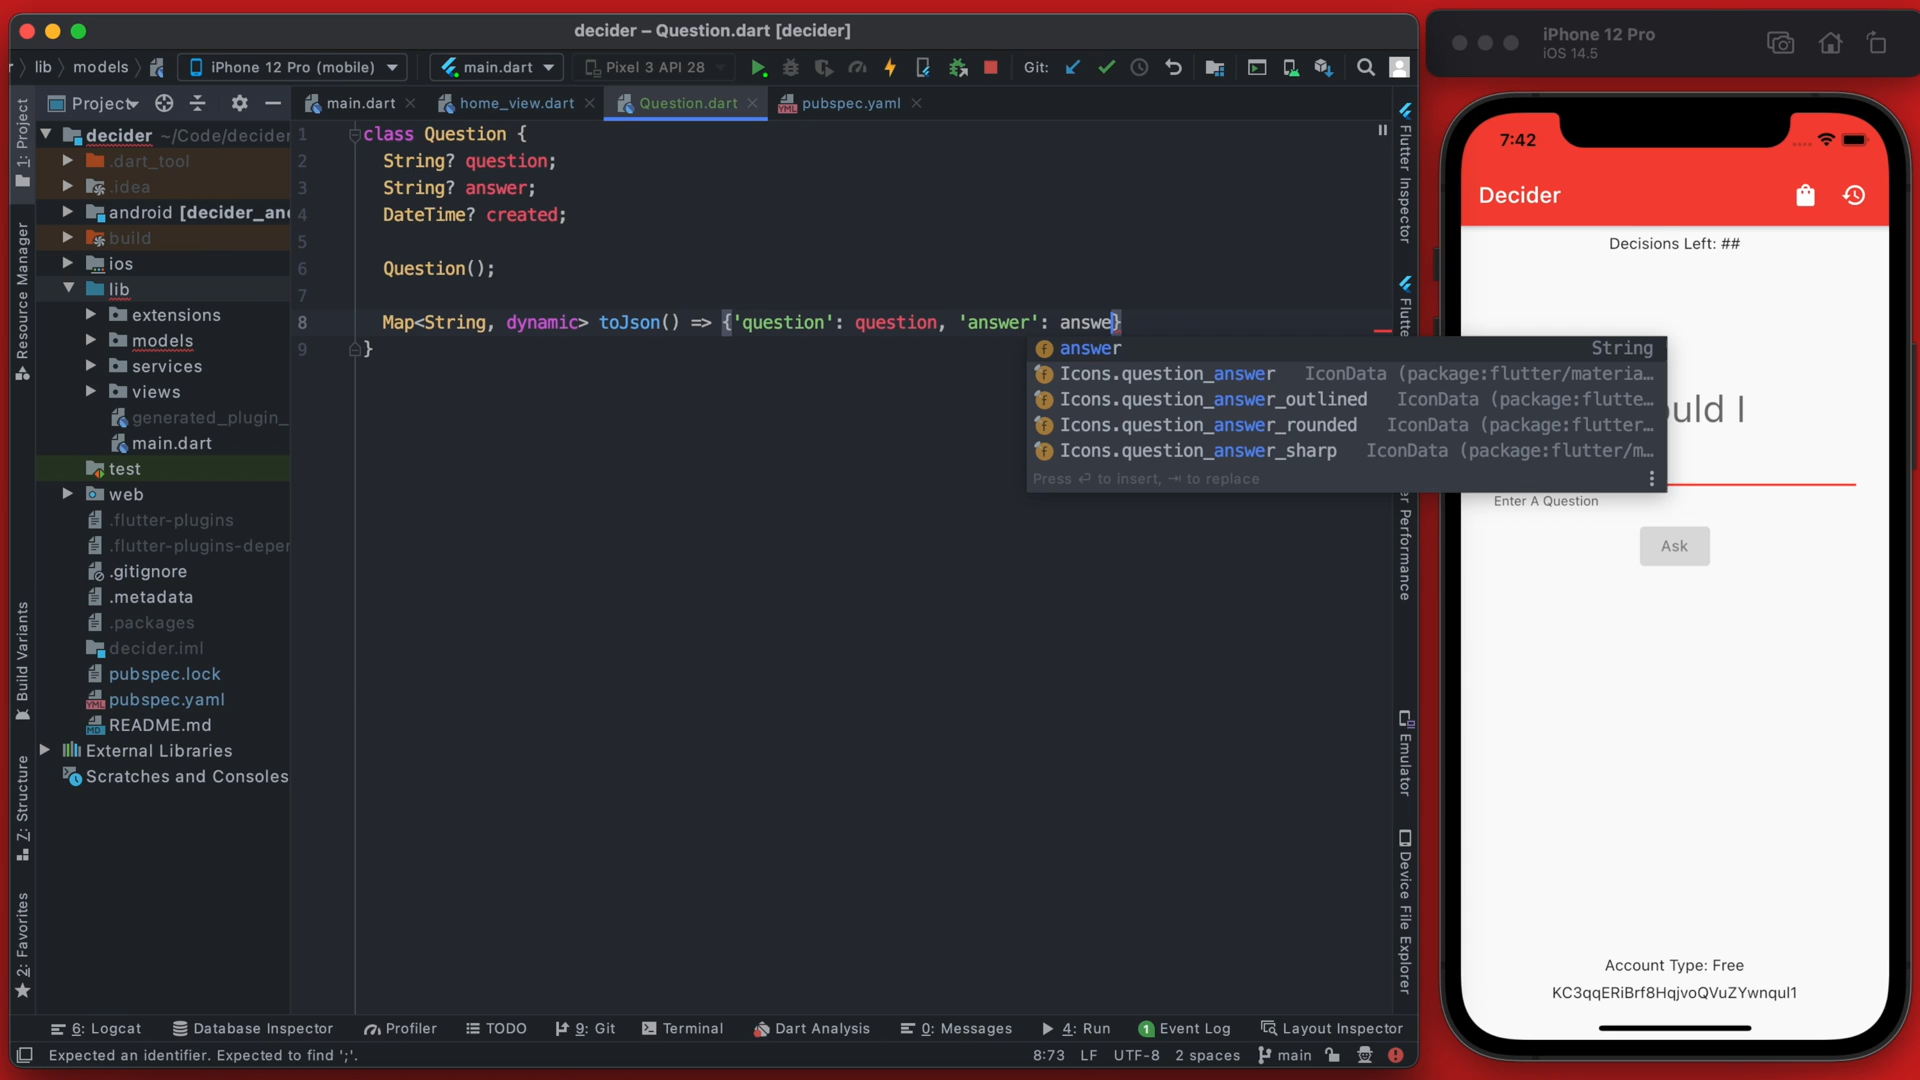 decider – Question.dart [decider]
r lib models iPhone 12 Pro (mobile) main.dart Pixel 3 API 28 Git:
Project main.dart home_view.dart Question.dart pubspec.yaml
1: Project
Resource Manager
Build Variants
Z: Structure
2: Favorites
decider ~/Code/decider
.dart_tool
.idea
android [decider_and
build
ios
lib
extensions
models
services
views
generated_plugin_
main.dart
test
web
.flutter-plugins
.flutter-plugins-deper
.gitignore
.metadata
.packages
decider.iml
pubspec.lock
pubspec.yaml
README.md
External Libraries
Scratches and Consoles
1 class Question {
2 String? question;
3 String? answer;
4 DateTime? created;
5
6 Question();
7
8 Map<String, dynamic> toJson() => {'question': question, 'answer': answe}
9 }
answer String
Icons.question_answer IconData (package:flutter/materia…
Icons.question_answer_outlined IconData (package:flutte…
Icons.question_answer_rounded IconData (package:flutter…
Icons.question_answer_sharp IconData (package:flutter/m…
Press ↩ to insert, ⇥ to replace
Flutter Inspector
Flutte
r Performance
Emulator
Device File Explorer
6: Logcat Database Inspector Profiler TODO 9: Git Terminal Dart Analysis 0: Messages 4: Run 1 Event Log Layout Inspector
Expected an identifier. Expected to find ';'. 8:73 LF UTF-8 2 spaces main
iPhone 12 Pro
iOS 14.5
7:42
Decider
Decisions Left: ##
uld I
Enter A Question
Ask
Account Type: Free
KC3qqERiBrf8HqjvoQVuZYwnqul1